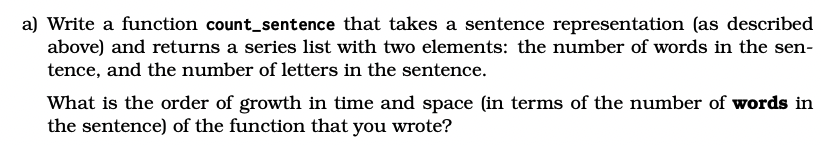 a) Write a function count_sentence that takes a sentence representation (as described
above) and returns a series list with two elements: the number of words in the sen-
tence, and the number of letters in the sentence.
What is the order of growth in time and space (in terms of the number of words in
the sentence) of the function that you wrote?